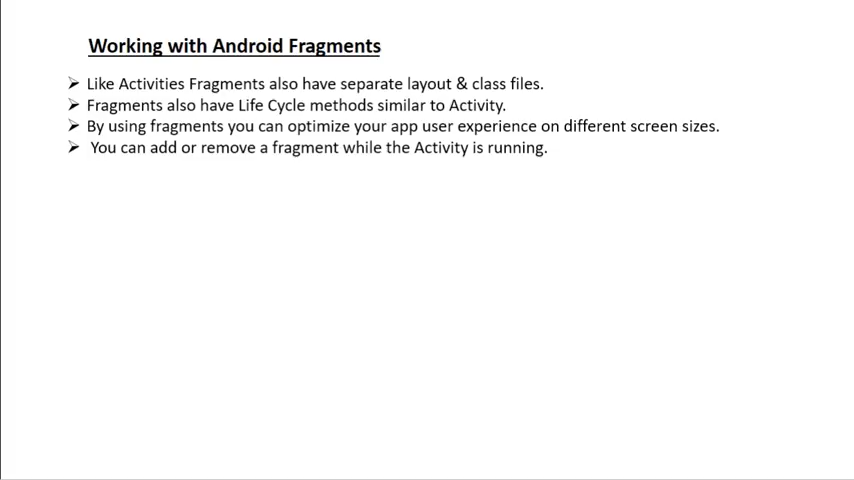 Working with Android Fragments
➢ Like Activities Fragments also have separate layout & class files.
➢ Fragments also have Life Cycle methods similar to Activity.
➢ By using fragments you can optimize your app user experience on different screen sizes.
➢ You can add or remove a fragment while the Activity is running.